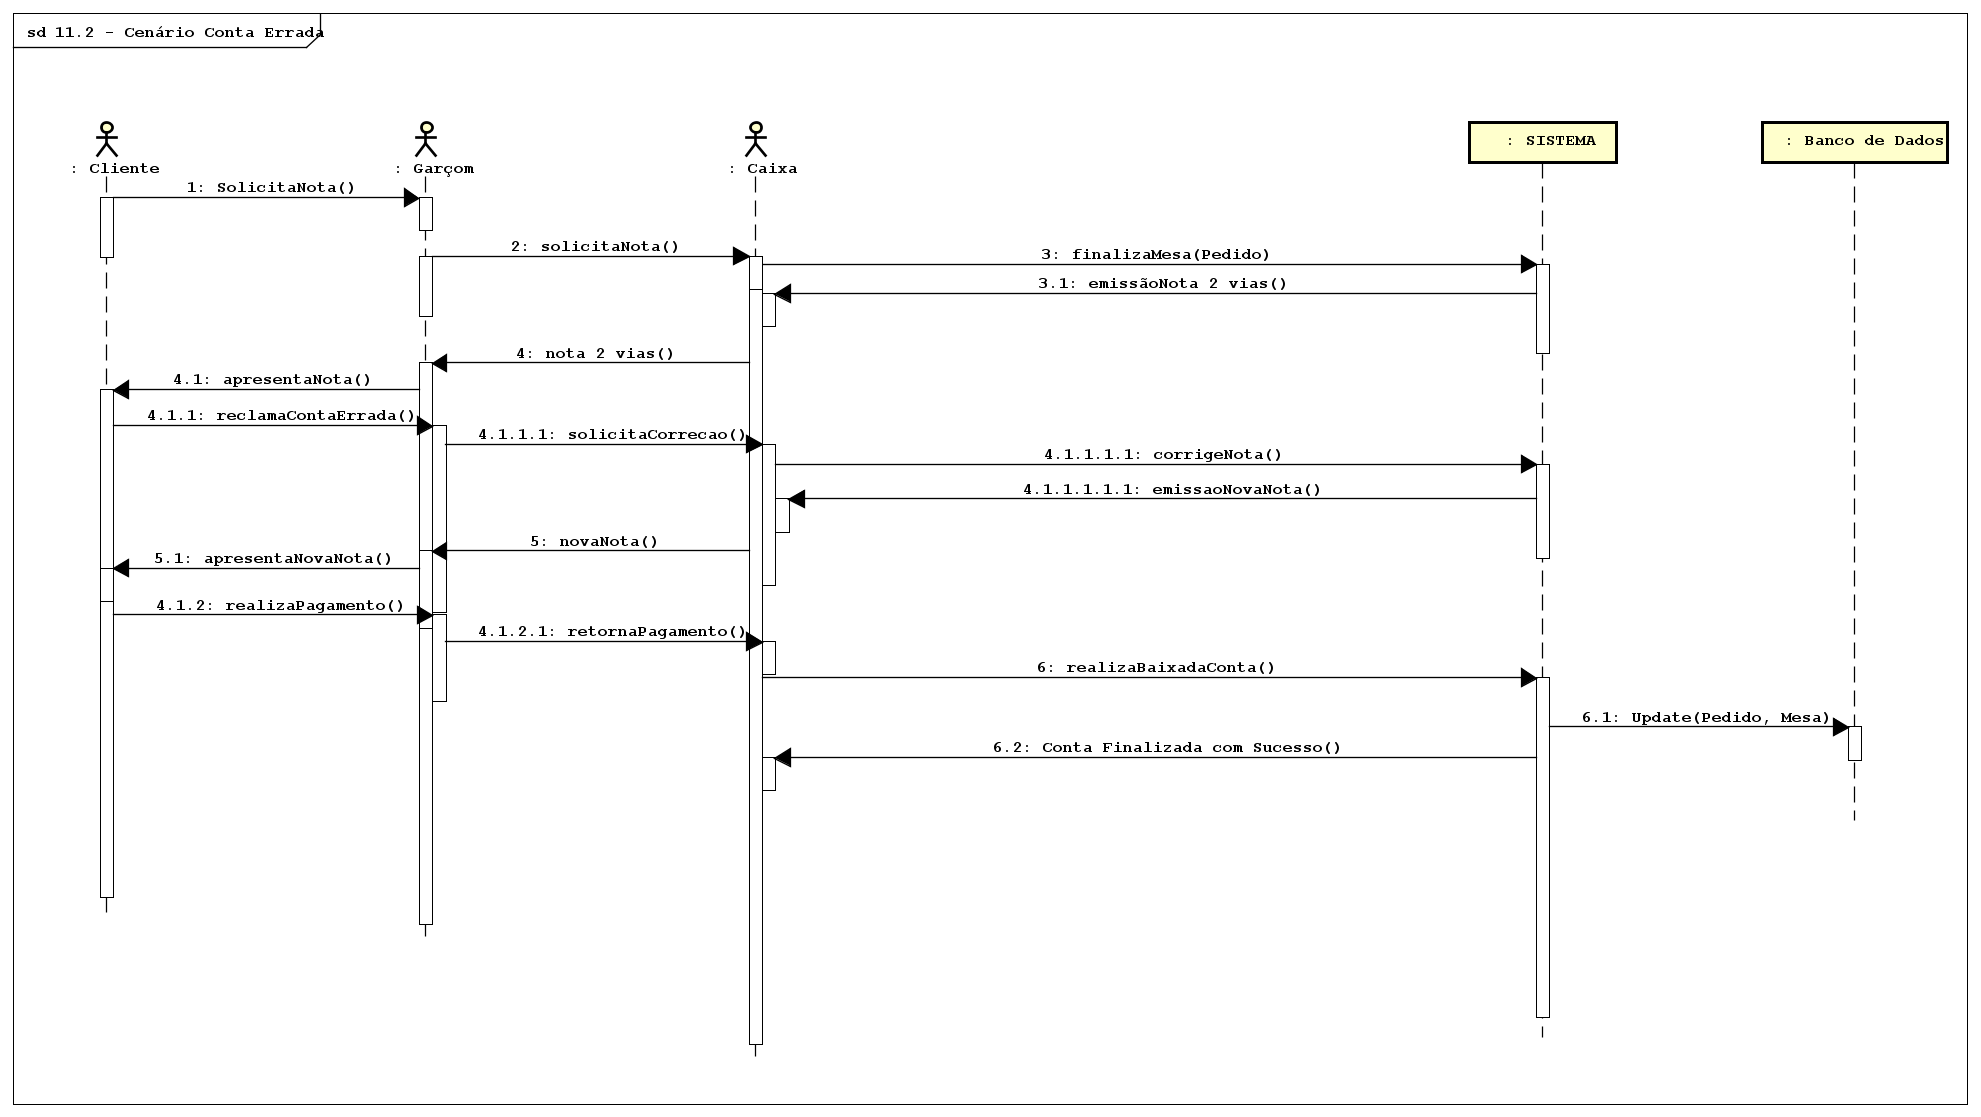 sd 11.2 - Cenário Conta Errada
: SISTEMA
: Banco de Dados
: Cliente
: Garçom
: Caixa
1: SolicitaNota()
2: solicitaNota()
3: finalizaMesa(Pedido)
3.1: emissãoNota 2 vias()
4: nota 2 vias()
4.1: apresentaNota()
4.1.1: reclamaContaErrada()
4.1.1.1: solicitaCorrecao()
4.1.1.1.1: corrigeNota()
4.1.1.1.1.1: emissaoNovaNota()
5: novaNota()
5.1: apresentaNovaNota()
4.1.2: realizaPagamento()
4.1.2.1: retornaPagamento()
6: realizaBaixadaConta()
6.1: Update(Pedido, Mesa)
6.2: Conta Finalizada com Sucesso()